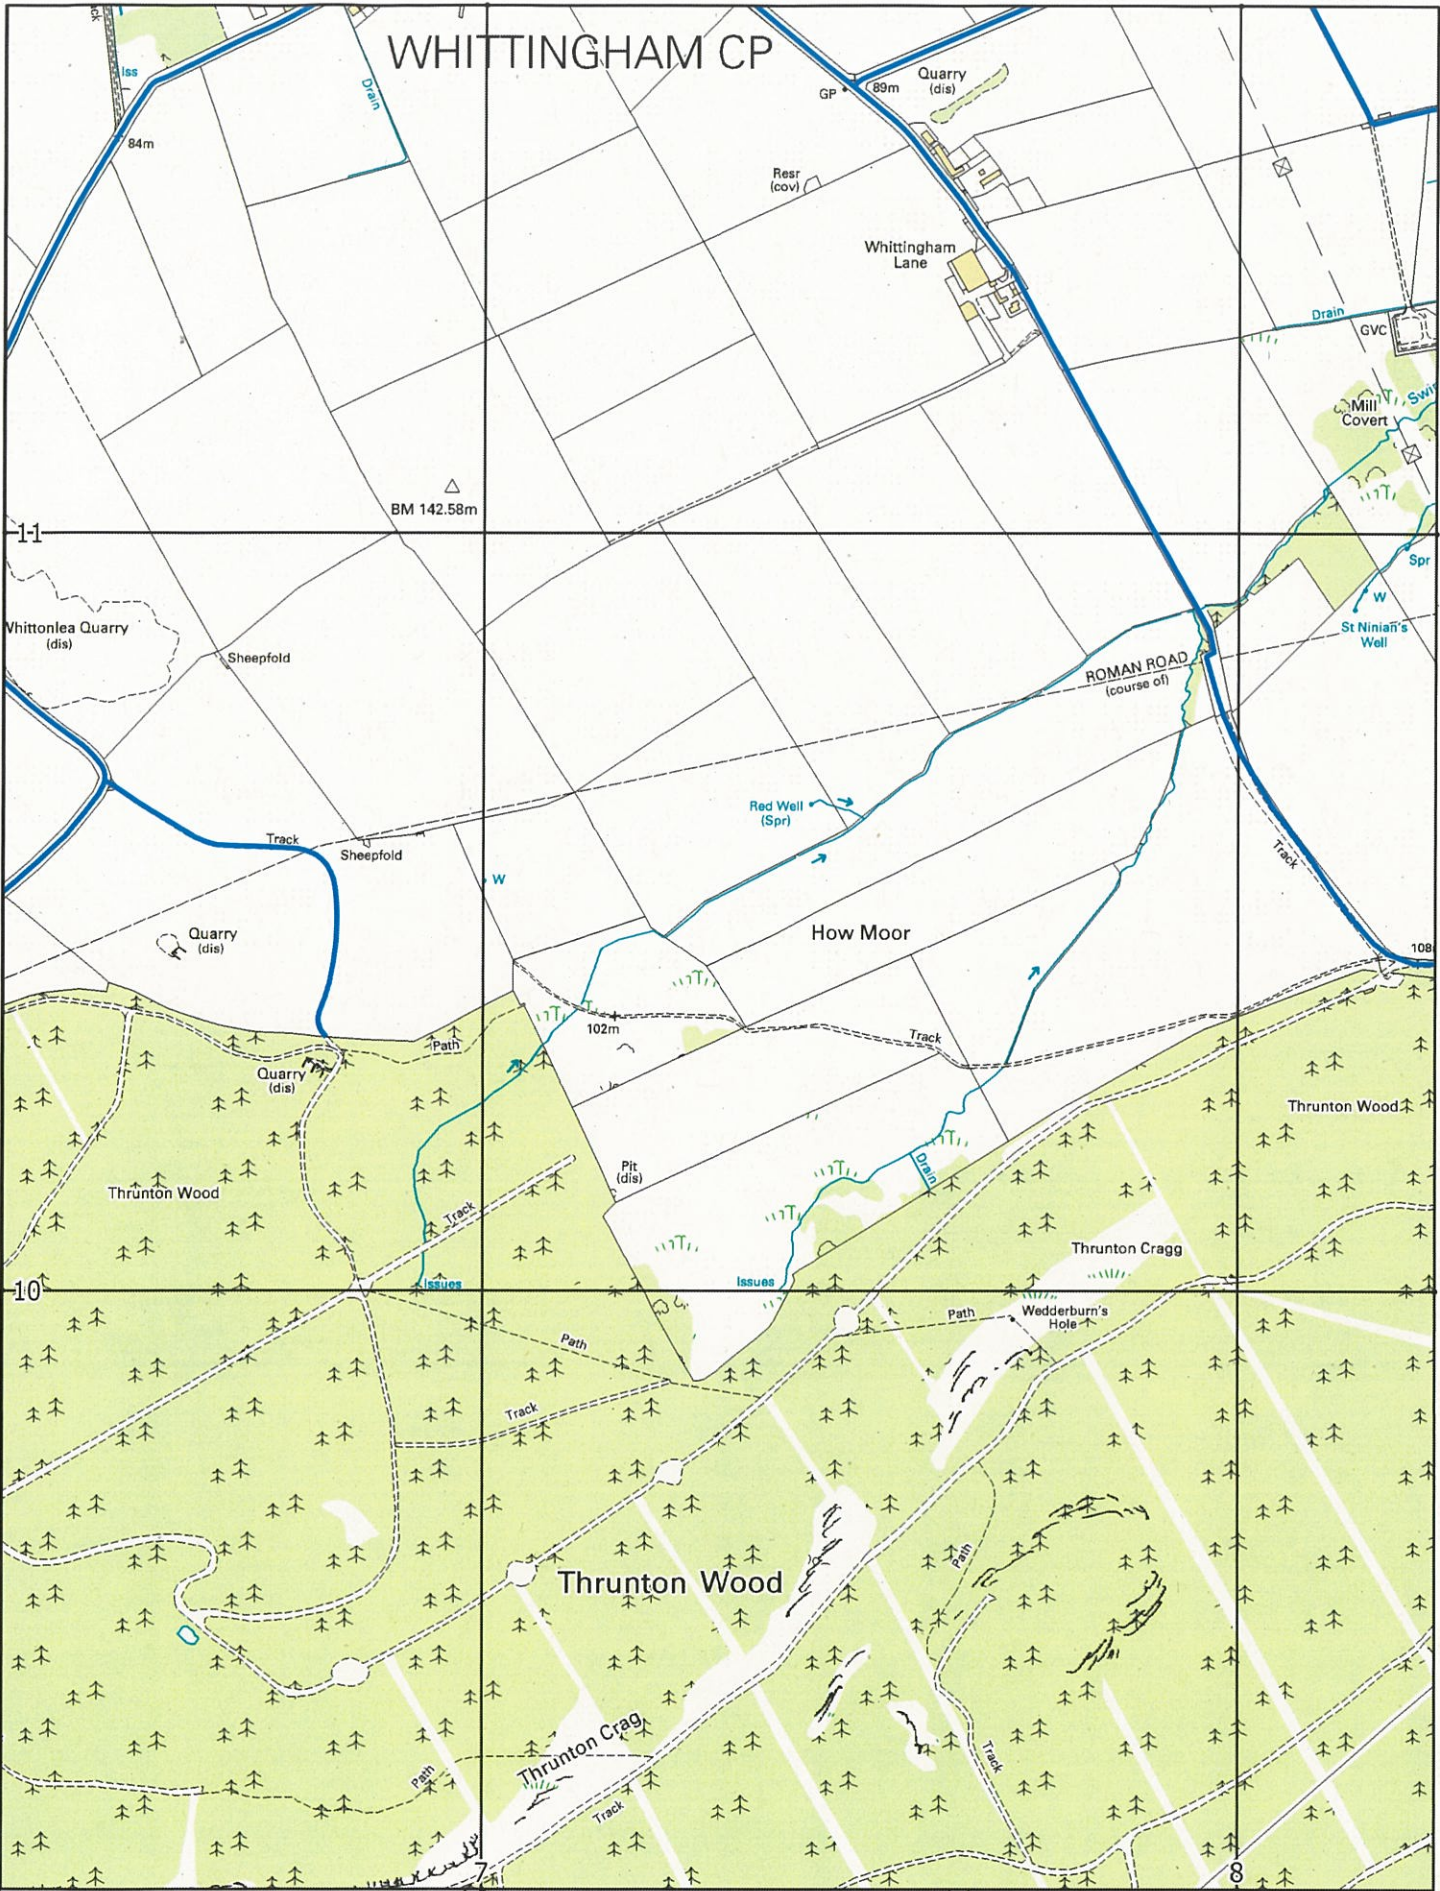 ck
WHITTINGHAM CP
Iss
Drain
Quarry
(dis)
GP
89m
84m
Resr
(cov)
Whittingham
Lane
Drain
GVC
Mill
Covert
Swi
BM 142.58m
11
Spr
W
St Ninian's
Well
Whittonlea Quarry
(dis)
Sheepfold
ROMAN ROAD
(course of)
Red Well
(Spr)
Track
Sheepfold
Track
W
Quarry
(dis)
How Moor
108
102m
Track
Path
Quarry
(dis)
Thrunton Wood
Drain
Pit
(dis)
Thrunton Wood
Track
Thrunton Cragg
10
Issues
Issues
Path
Wedderburn's
Hole
Path
Track
Path
Thrunton Wood
Thrunton Crag
Track
Path
Track
7
8